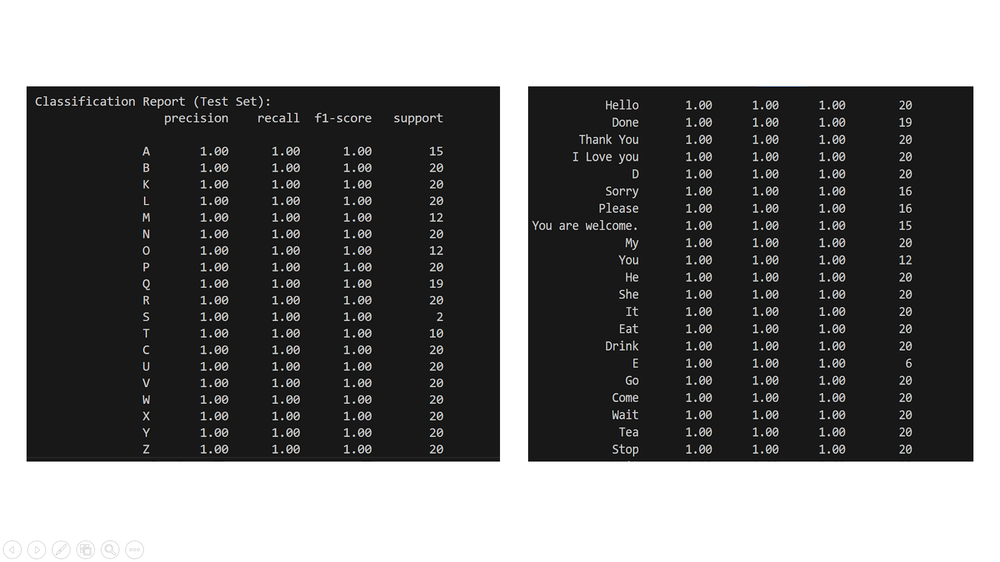 Classification Report (Test Set):
precision recall f1-score support
A 1.00 1.00 1.00 15
B 1.00 1.00 1.00 20
K 1.00 1.00 1.00 20
L 1.00 1.00 1.00 20
M 1.00 1.00 1.00 12
N 1.00 1.00 1.00 20
O 1.00 1.00 1.00 12
P 1.00 1.00 1.00 20
Q 1.00 1.00 1.00 19
R 1.00 1.00 1.00 20
S 1.00 1.00 1.00 2
T 1.00 1.00 1.00 10
C 1.00 1.00 1.00 20
U 1.00 1.00 1.00 20
V 1.00 1.00 1.00 20
W 1.00 1.00 1.00 20
X 1.00 1.00 1.00 20
Y 1.00 1.00 1.00 20
Z 1.00 1.00 1.00 20
Hello 1.00 1.00 1.00 20
Done 1.00 1.00 1.00 19
Thank You 1.00 1.00 1.00 20
I Love you 1.00 1.00 1.00 20
D 1.00 1.00 1.00 20
Sorry 1.00 1.00 1.00 16
Please 1.00 1.00 1.00 16
You are welcome. 1.00 1.00 1.00 15
My 1.00 1.00 1.00 20
You 1.00 1.00 1.00 12
He 1.00 1.00 1.00 20
She 1.00 1.00 1.00 20
It 1.00 1.00 1.00 20
Eat 1.00 1.00 1.00 20
Drink 1.00 1.00 1.00 20
E 1.00 1.00 1.00 6
Go 1.00 1.00 1.00 20
Come 1.00 1.00 1.00 20
Wait 1.00 1.00 1.00 20
Tea 1.00 1.00 1.00 20
Stop 1.00 1.00 1.00 20